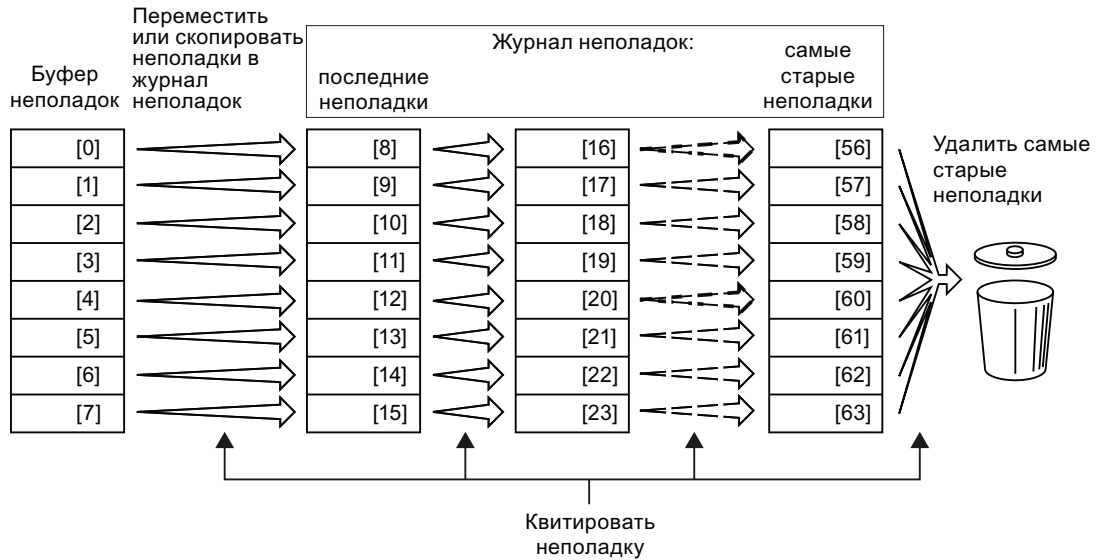 Переместить
или скопировать
неполадки в
журнал
неполадок
Буфер
неполадок
Журнал неполадок:
последние
неполадки
самые
старые
неполадки
[0] [8] [16] [56]
[1] [9] [17] [57]
[2] [10] [18] [58]
[3] [11] [19] [59]
[4] [12] [20] [60]
[5] [13] [21] [61]
[6] [14] [22] [62]
[7] [15] [23] [63]
Удалить самые
старые
неполадки
Квитировать
неполадку